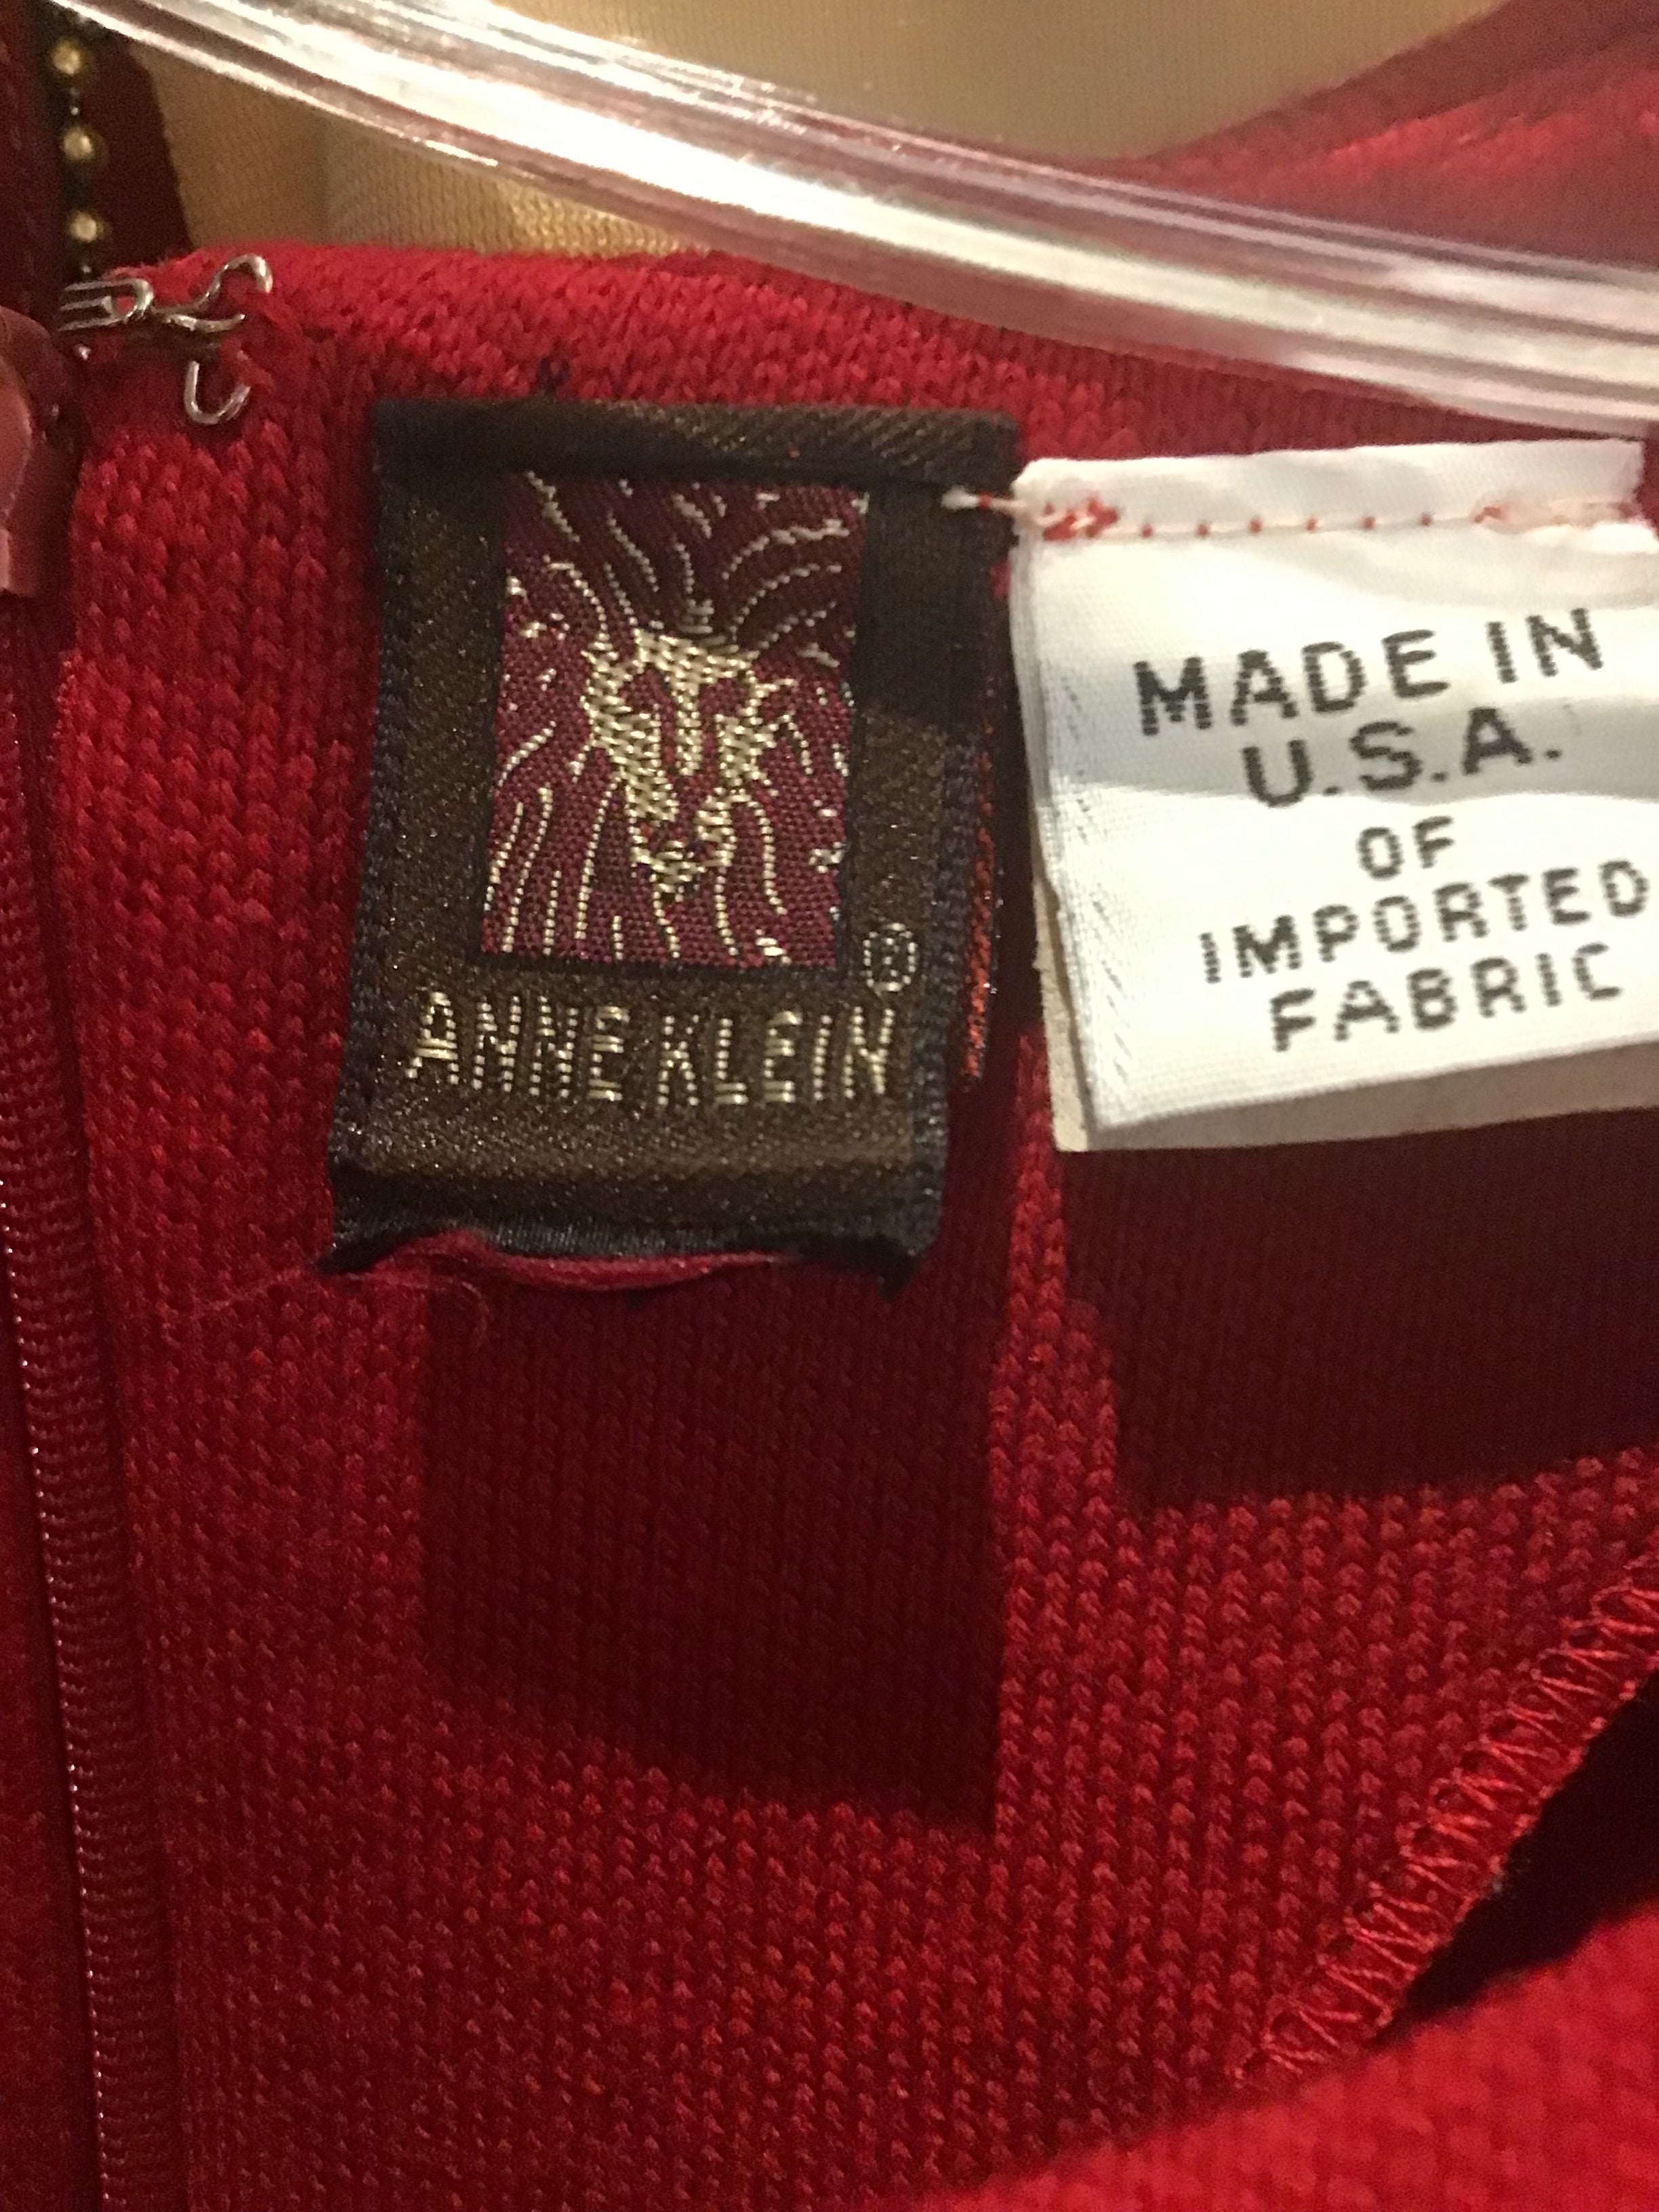 ®
ANNE KLEIN
MADE IN
U.S.A.
OF
IMPORTED
FABRIC